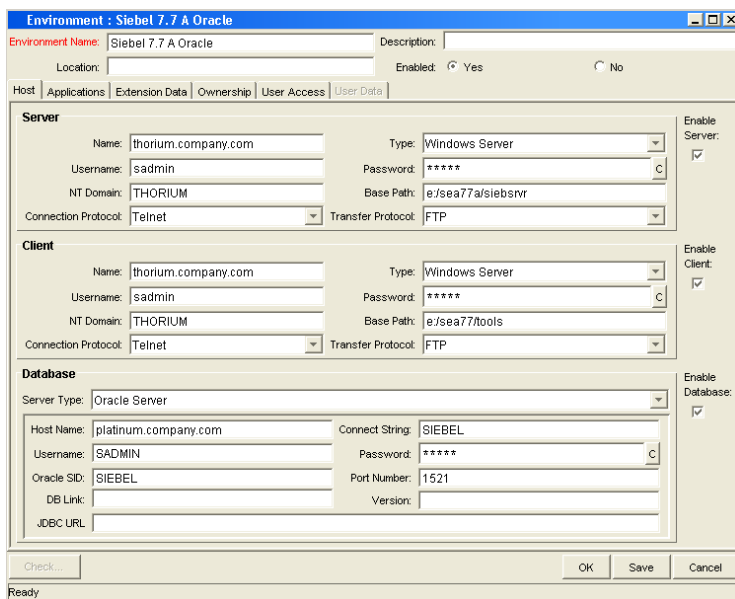 Environment : Siebel 7.7 A Oracle
Environment Name: Siebel 7.7 A Oracle Description:
Location: Enabled: Yes No
Host Applications Extension Data Ownership User Access User Data
Server
Enable Server:
Name: thorium.company.com Type: Windows Server
Username: sadmin Password: ***** C
NT Domain: THORIUM Base Path: e:/sea77a/siebsrvr
Connection Protocol: Telnet Transfer Protocol: FTP
Client
Enable Client:
Name: thorium.company.com Type: Windows Server
Username: sadmin Password: ***** C
NT Domain: THORIUM Base Path: e:/sea77/tools
Connection Protocol: Telnet Transfer Protocol: FTP
Database
Enable Database:
Server Type: Oracle Server
Host Name: platinum.company.com Connect String: SIEBEL
Username: SADMIN Password: ***** C
Oracle SID: SIEBEL Port Number: 1521
DB Link: Version:
JDBC URL
Check... OK Save Cancel
Ready